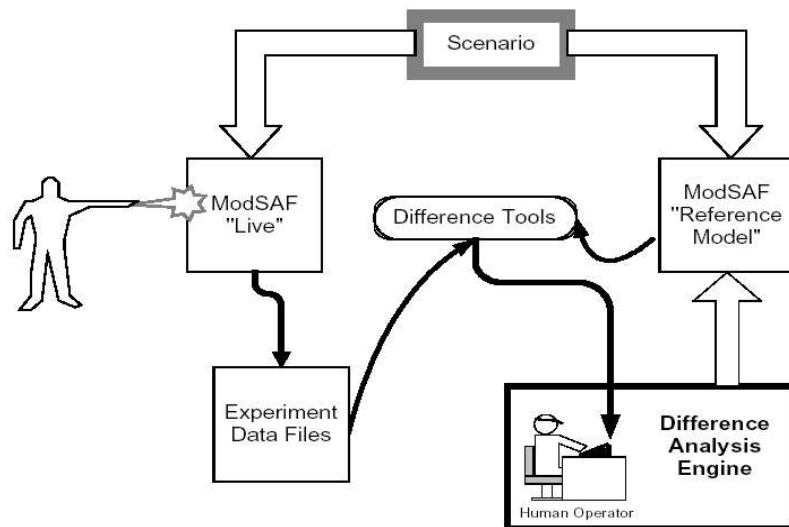 Scenario
ModSAF
"Live"
Difference Tools
ModSAF
"Reference
Model"
Experiment
Data Files
Difference
Analysis
Engine
Human Operator